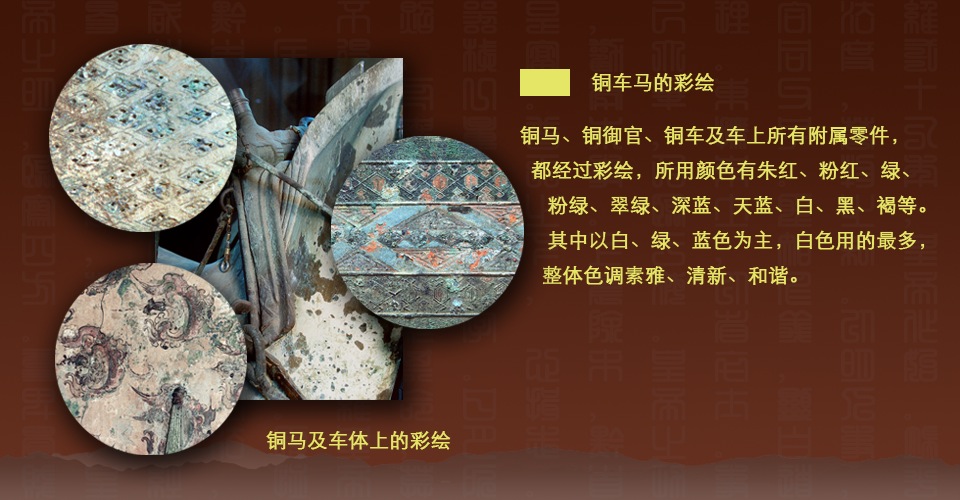 铜车马的彩绘
铜马、铜御官、铜车及车上所有附属零件，
都经过彩绘，所用颜色有朱红、粉红、绿、
粉绿、翠绿、深蓝、天蓝、白、黑、褐等。
其中以白、绿、蓝色为主，白色用的最多，
整体色调素雅、清新、和谐。
铜马及车体上的彩绘